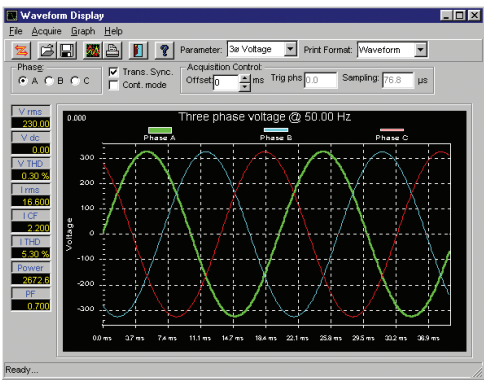 Waveform Display
File Acquire Graph Help
Parameter: 3ø Voltage Print Format: Waveform
Phase: A B C
Trans. Sync.
Cont. mode
Acquisition Control:
Offset: 0 ms Trig phs 0.0 Sampling: 76.8 µs
V rms
230.00
V dc
0.00
V THD
0.30 %
I rms
16.600
I CF
2.200
I THD
5.30 %
Power
2672.6
PF
0.700
0.000
Three phase voltage @ 50.00 Hz
Phase A Phase B Phase C
Voltage
300
200
100
0
-100
-200
-300
0.0 ms 3.7 ms 7.4 ms 11.1 ms 14.7 ms 18.4 ms 22.1 ms 25.8 ms 29.5 ms 33.2 ms 36.9 ms
Ready...